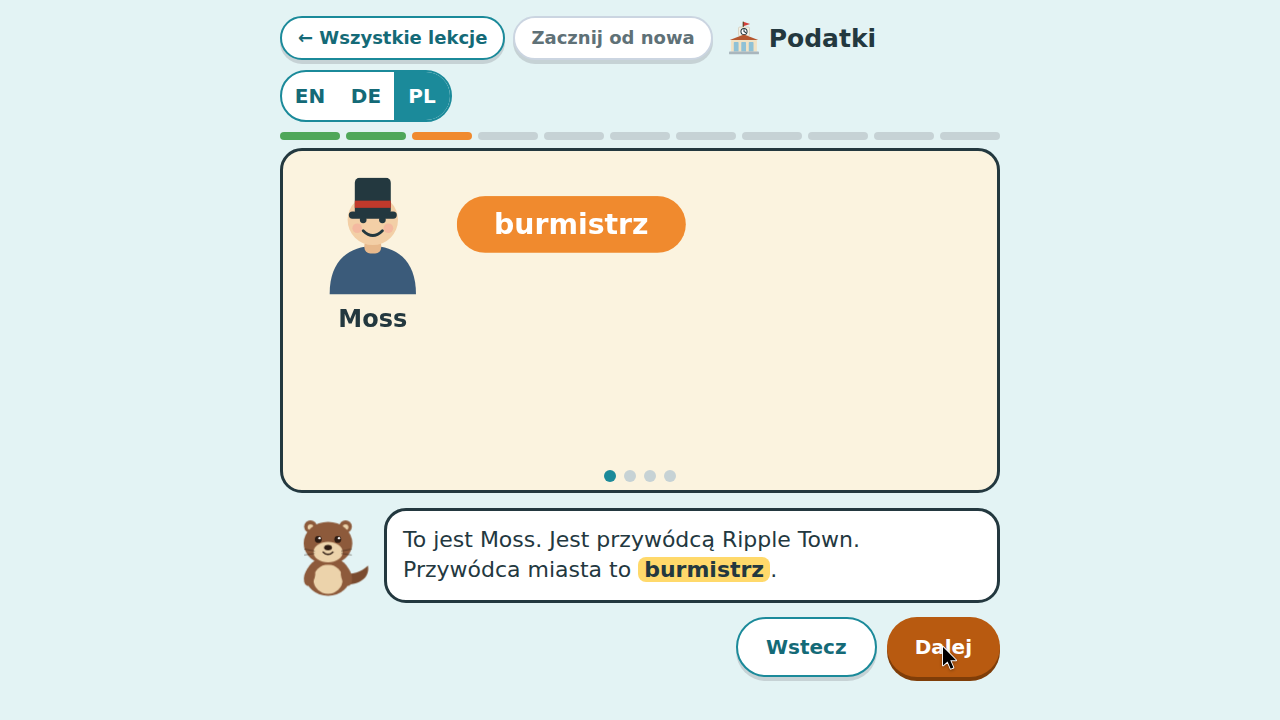 ← Wszystkie lekcje
Zacznij od nowa
Podatki
EN DE PL
burmistrz
Moss
To jest Moss. Jest przywódcą Ripple Town.
Przywódca miasta to burmistrz.
Wstecz
Dalej